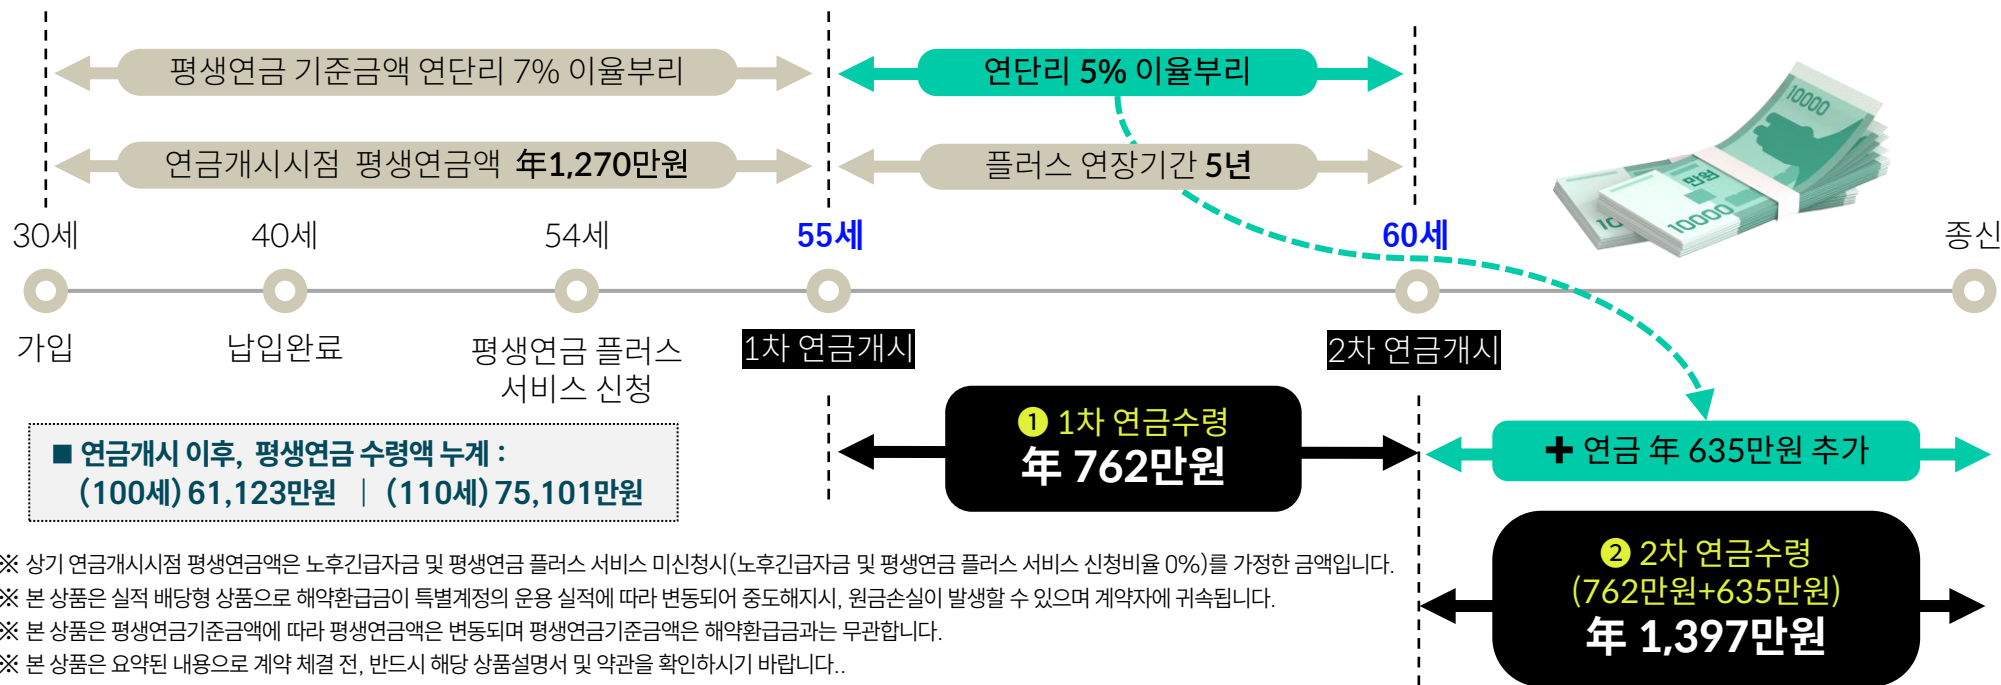 평생연금 기준금액 연단리 7% 이율부리
연단리 5% 이율부리
연금개시시점 평생연금액 年1,270만원
플러스 연장기간 5년
30세
40세
54세
55세
60세
종신
가입
납입완료
평생연금 플러스
서비스 신청
1차 연금개시
2차 연금개시
10000
만원
10000
■ 연금개시 이후, 평생연금 수령액 누계 :
(100세) 61,123만원 | (110세) 75,101만원
❶ 1차 연금수령
年 762만원
✚ 연금 年 635만원 추가
❷ 2차 연금수령
(762만원+635만원)
年 1,397만원
※ 상기 연금개시시점 평생연금액은 노후긴급자금 및 평생연금 플러스 서비스 미신청시(노후긴급자금 및 평생연금 플러스 서비스 신청비율 0%)를 가정한 금액입니다.
※ 본 상품은 실적 배당형 상품으로 해약환급금이 특별계정의 운용 실적에 따라 변동되어 중도해지시, 원금손실이 발생할 수 있으며 계약자에 귀속됩니다.
※ 본 상품은 평생연금기준금액에 따라 평생연금액은 변동되며 평생연금기준금액은 해약환급금과는 무관합니다.
※ 본 상품은 요약된 내용으로 계약 체결 전, 반드시 해당 상품설명서 및 약관을 확인하시기 바랍니다..